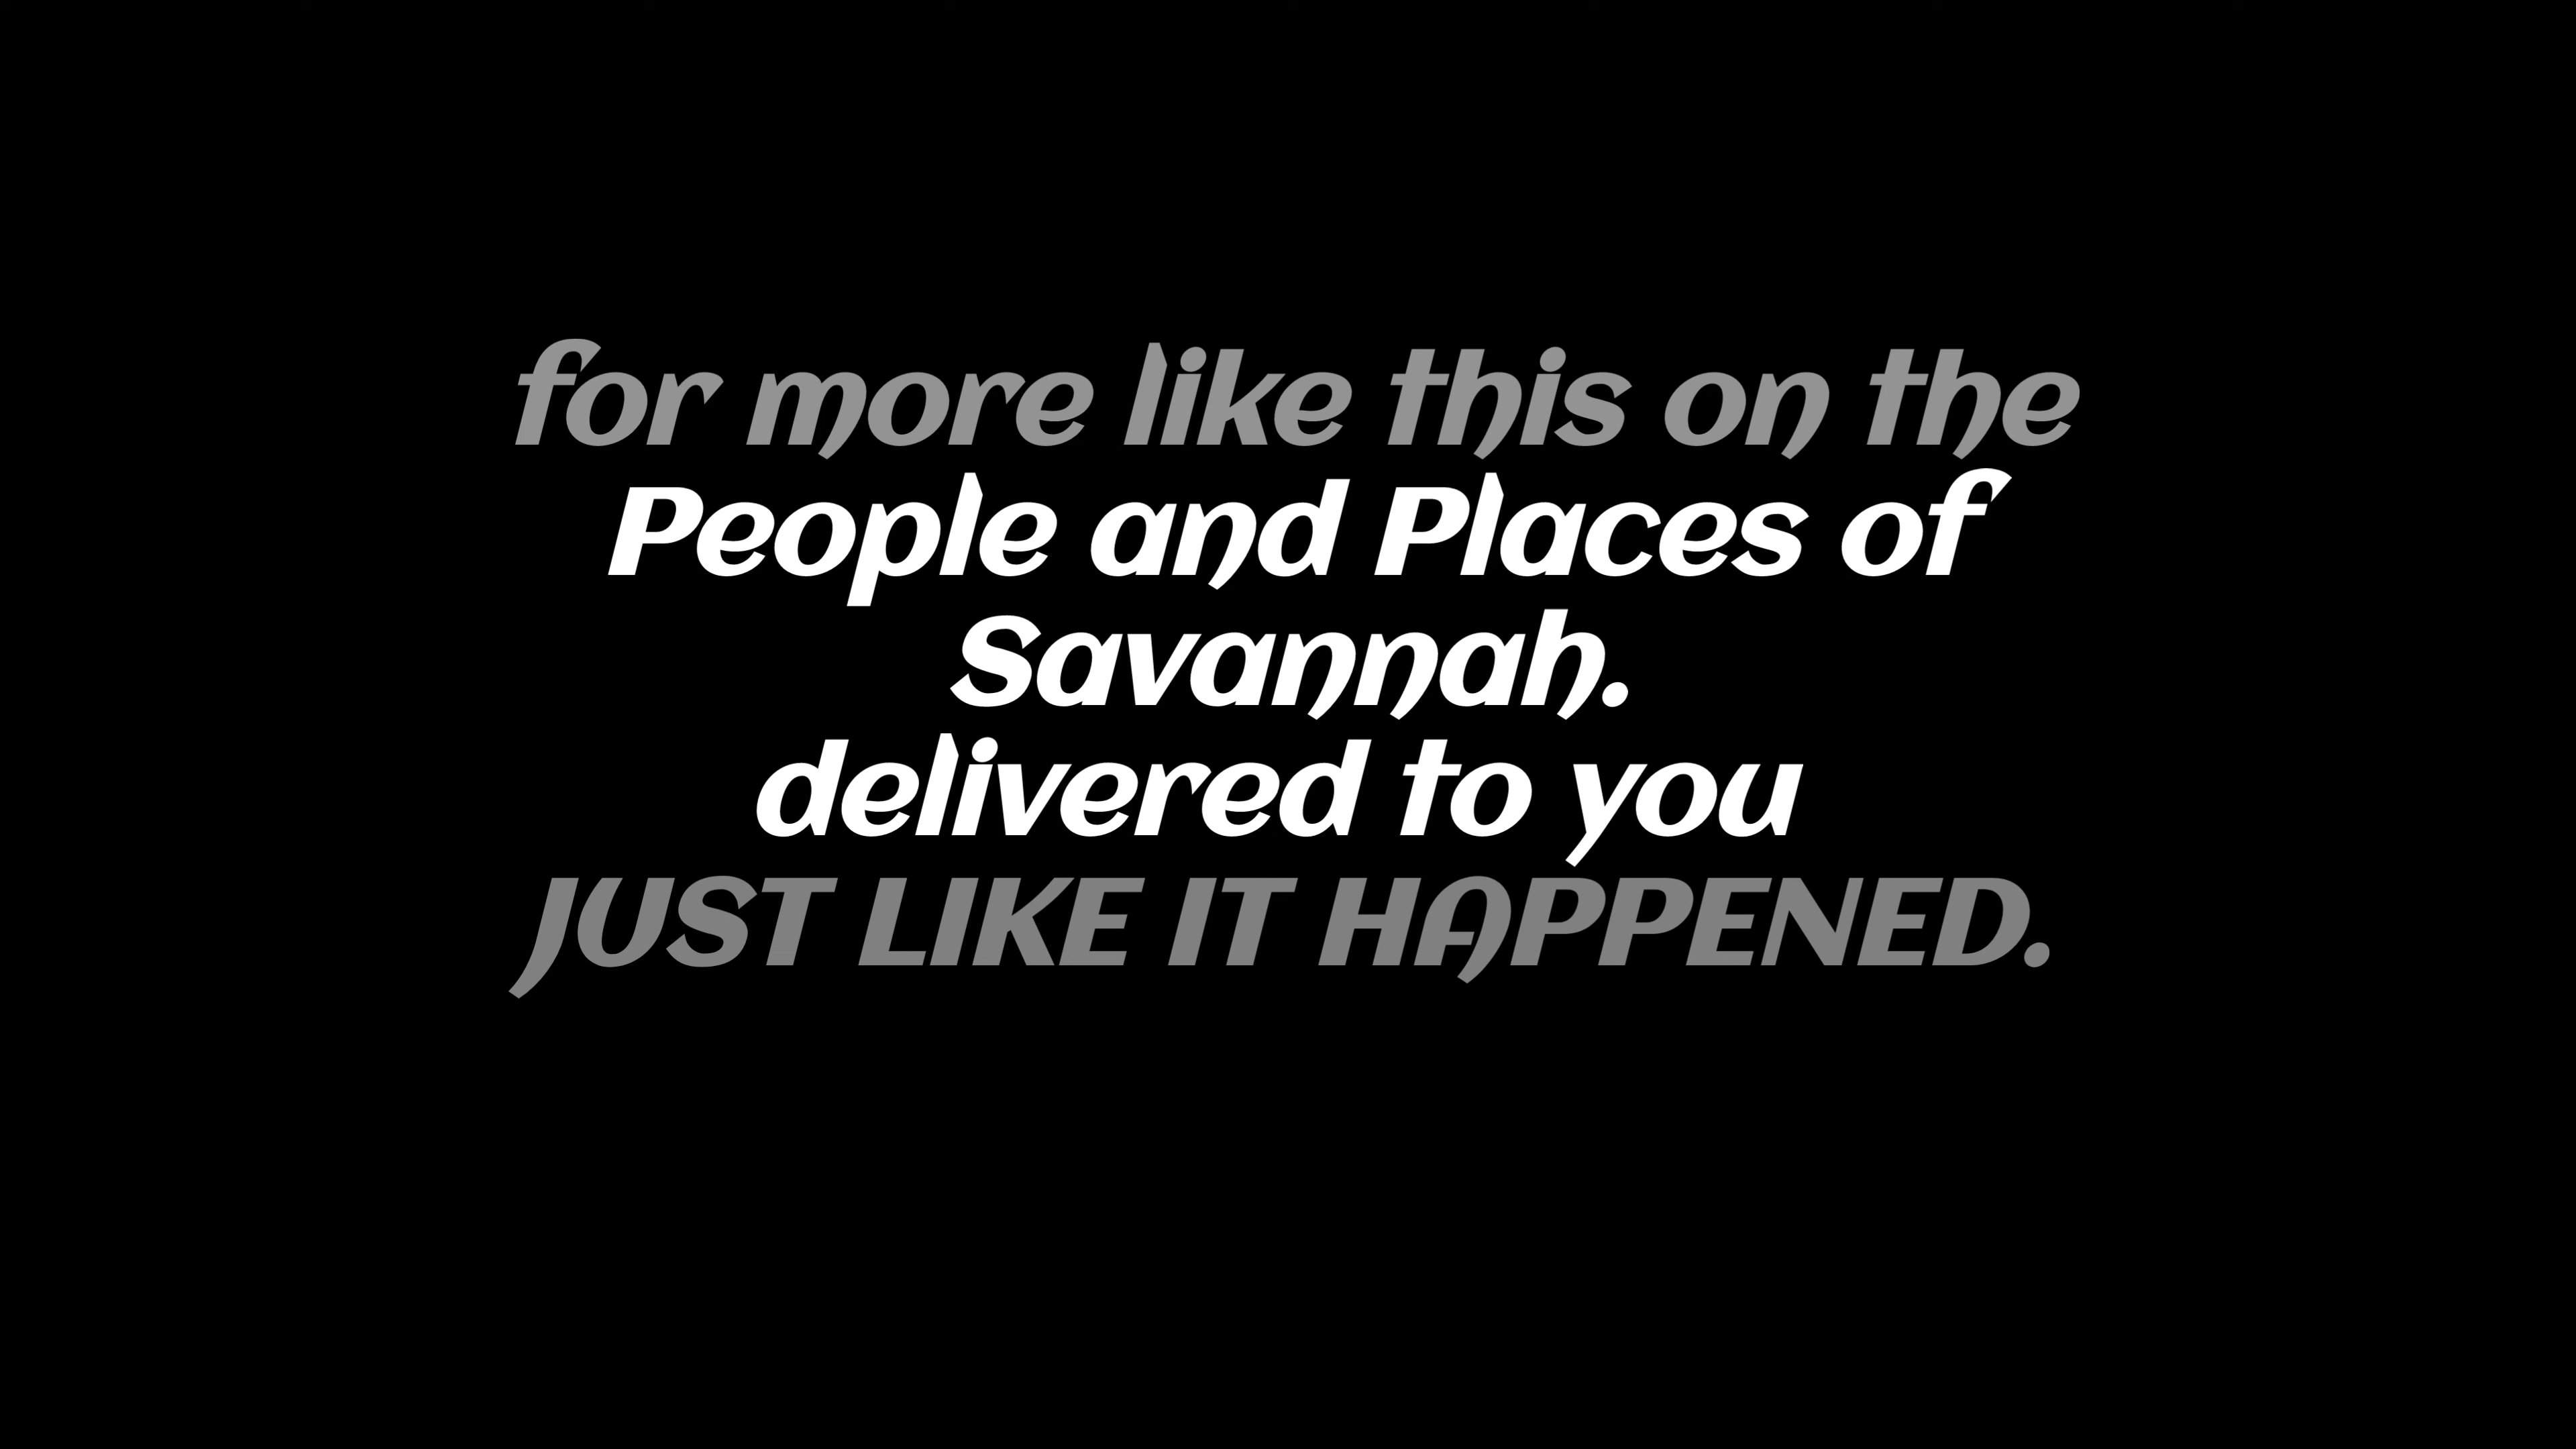 for more like this on the
People and Places of
Savannah.
delivered to you
JUST LIKE IT HAPPENED.